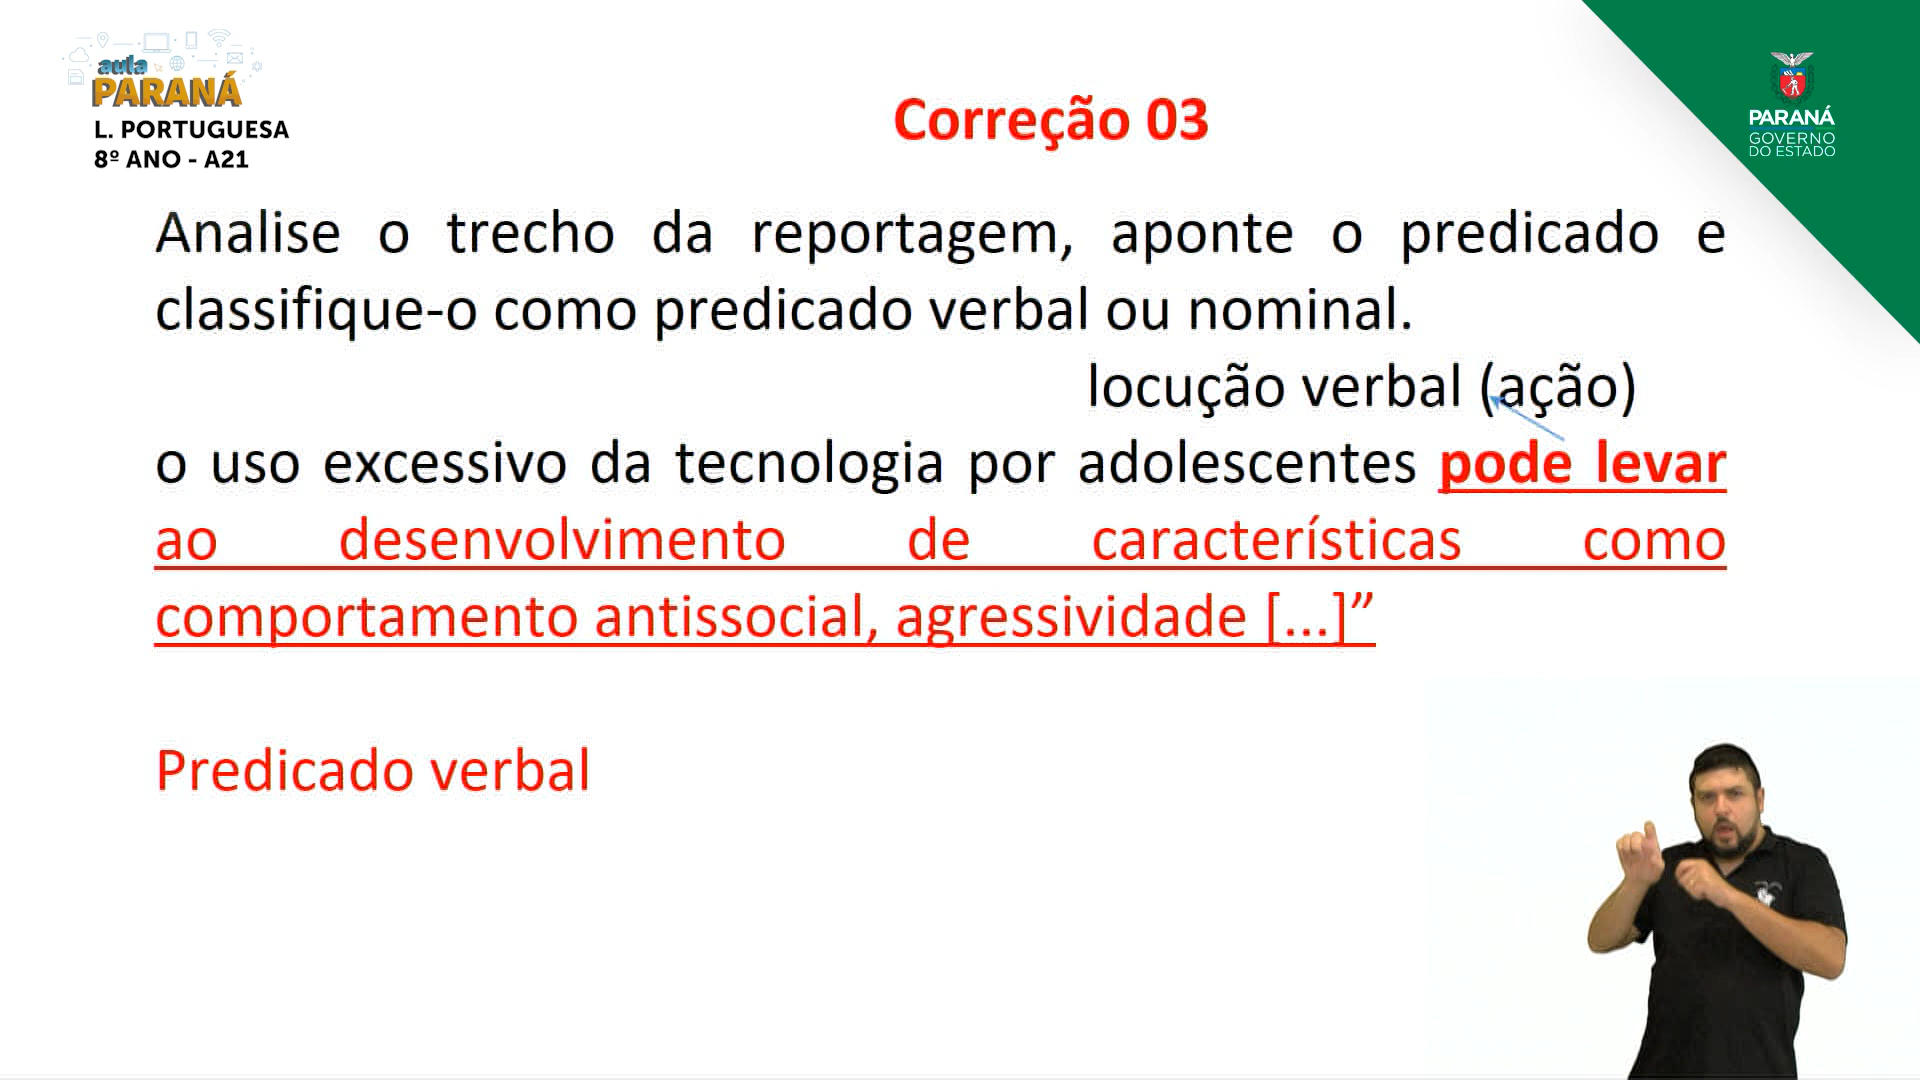 aula
PARANÁ
L. PORTUGUESA
8º ANO - A21
Correção 03
PARANÁ
GOVERNO
DO ESTADO
Analise o trecho da reportagem, aponte o predicado e
classifique-o como predicado verbal ou nominal.
locução verbal (ação)
o uso excessivo da tecnologia por adolescentes pode levar
ao desenvolvimento de características como
comportamento antissocial, agressividade [...]”
Predicado verbal